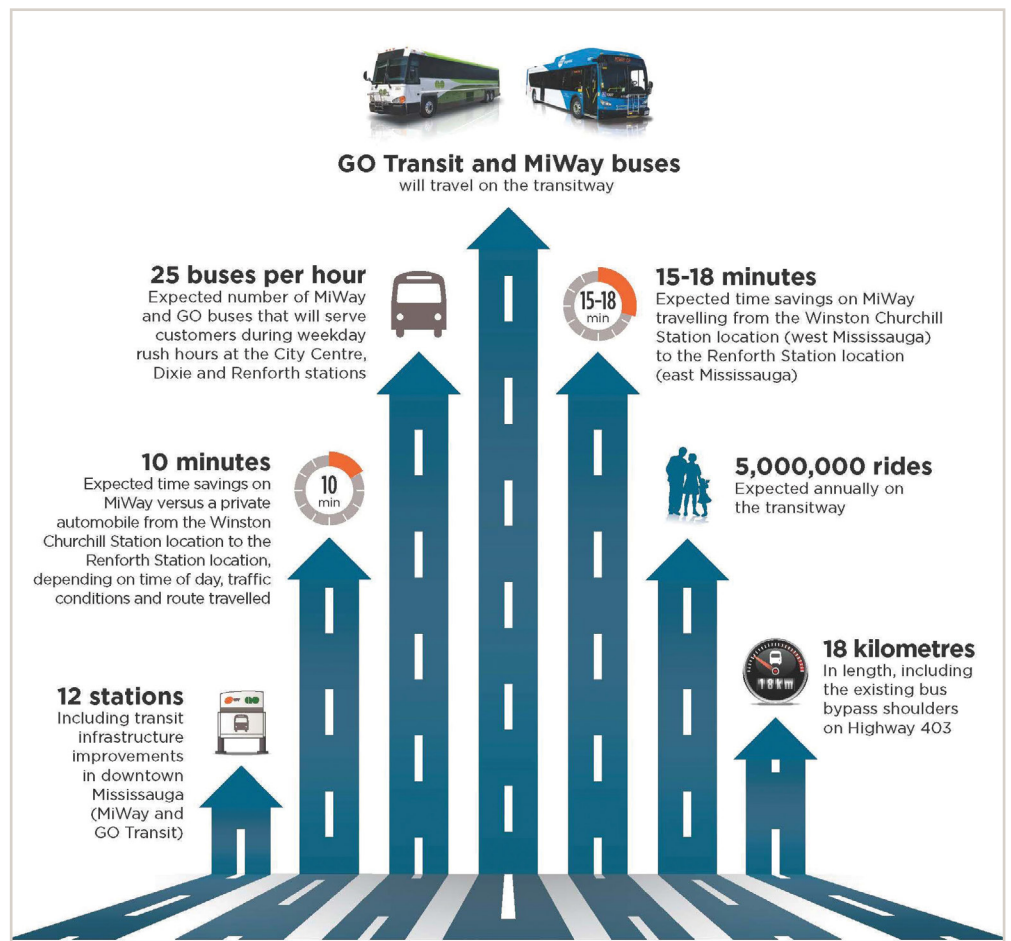 GO Transit and MiWay buses
will travel on the transitway
25 buses per hour
Expected number of MiWay
and GO buses that will serve
customers during weekday
rush hours at the City Centre,
Dixie and Renforth stations
15-18
min
15-18 minutes
Expected time savings on MiWay
travelling from the Winston Churchill
Station location (west Mississauga)
to the Renforth Station location
(east Mississauga)
10 minutes
Expected time savings on
MiWay versus a private
automobile from the Winston
Churchill Station location to the
Renforth Station location,
depending on time of day, traffic
conditions and route travelled
10
min
5,000,000 rides
Expected annually on
the transitway
12 stations
Including transit
infrastructure
improvements
in downtown
Mississauga
(MiWay and
GO Transit)
18km
18 kilometres
In length, including
the existing bus
bypass shoulders
on Highway 403